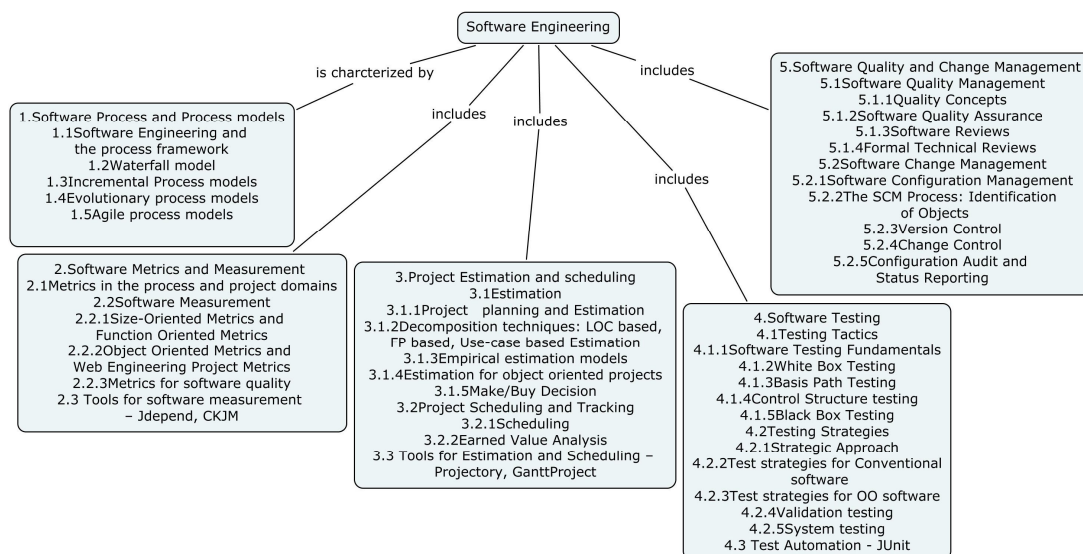 Software Engineering
is charcterized by
includes
includes
includes
includes
1.Software Process and Process models
1.1Software Engineering and
the process framework
1.2Waterfall model
1.3Incremental Process models
1.4Evolutionary process models
1.5Agile process models
2.Software Metrics and Measurement
2.1Metrics in the process and project domains
2.2Software Measurement
2.2.1Size-Oriented Metrics and
Function Oriented Metrics
2.2.2Object Oriented Metrics and
Web Engineering Project Metrics
2.2.3Metrics for software quality
2.3 Tools for software measurement
– Jdepend, CKJM
3.Project Estimation and scheduling
3.1Estimation
3.1.1Project planning and Estimation
3.1.2Decomposition techniques: LOC based,
FP based, Use-case based Estimation
3.1.3Empirical estimation models
3.1.4Estimation for object oriented projects
3.1.5Make/Buy Decision
3.2Project Scheduling and Tracking
3.2.1Scheduling
3.2.2Earned Value Analysis
3.3 Tools for Estimation and Scheduling –
Projectory, GanttProject
4.Software Testing
4.1Testing Tactics
4.1.1Software Testing Fundamentals
4.1.2White Box Testing
4.1.3Basis Path Testing
4.1.4Control Structure testing
4.1.5Black Box Testing
4.2Testing Strategies
4.2.1Strategic Approach
4.2.2Test strategies for Conventional
software
4.2.3Test strategies for OO software
4.2.4Validation testing
4.2.5System testing
4.3 Test Automation - JUnit
5.Software Quality and Change Management
5.1Software Quality Management
5.1.1Quality Concepts
5.1.2Software Quality Assurance
5.1.3Software Reviews
5.1.4Formal Technical Reviews
5.2Software Change Management
5.2.1Software Configuration Management
5.2.2The SCM Process: Identification
of Objects
5.2.3Version Control
5.2.4Change Control
5.2.5Configuration Audit and
Status Reporting